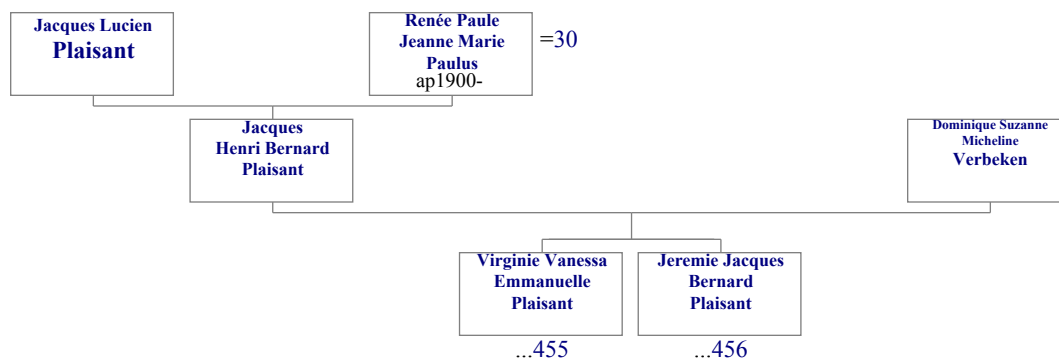 Jacques Lucien
Plaisant
Renée Paule
Jeanne Marie
Paulus
ap1900-
=30
Jacques
Henri Bernard
Plaisant
Dominique Suzanne
Micheline
Verbeken
Virginie Vanessa
Emmanuelle
Plaisant
Jeremie Jacques
Bernard
Plaisant
...455
...456